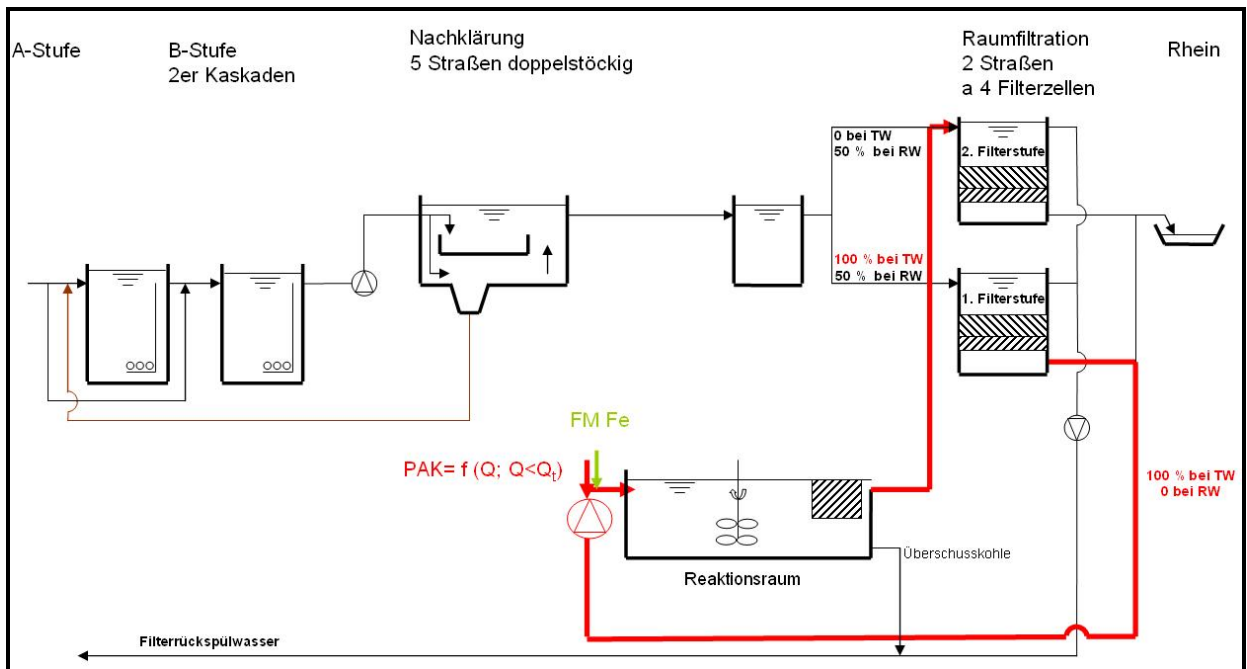 A-Stufe
B-Stufe
2er Kaskaden
Nachklärung
5 Straßen doppelstöckig
Raumfiltration
2 Straßen
a 4 Filterzellen
Rhein
0 bei TW
50 % bei RW
2. Filterstufe
100 % bei TW
50 % bei RW
1. Filterstufe
FM Fe
PAK= f (Q; Q<Qt)
100 % bei TW
0 bei RW
Überschusskohle
Reaktionsraum
Filterrückspülwasser